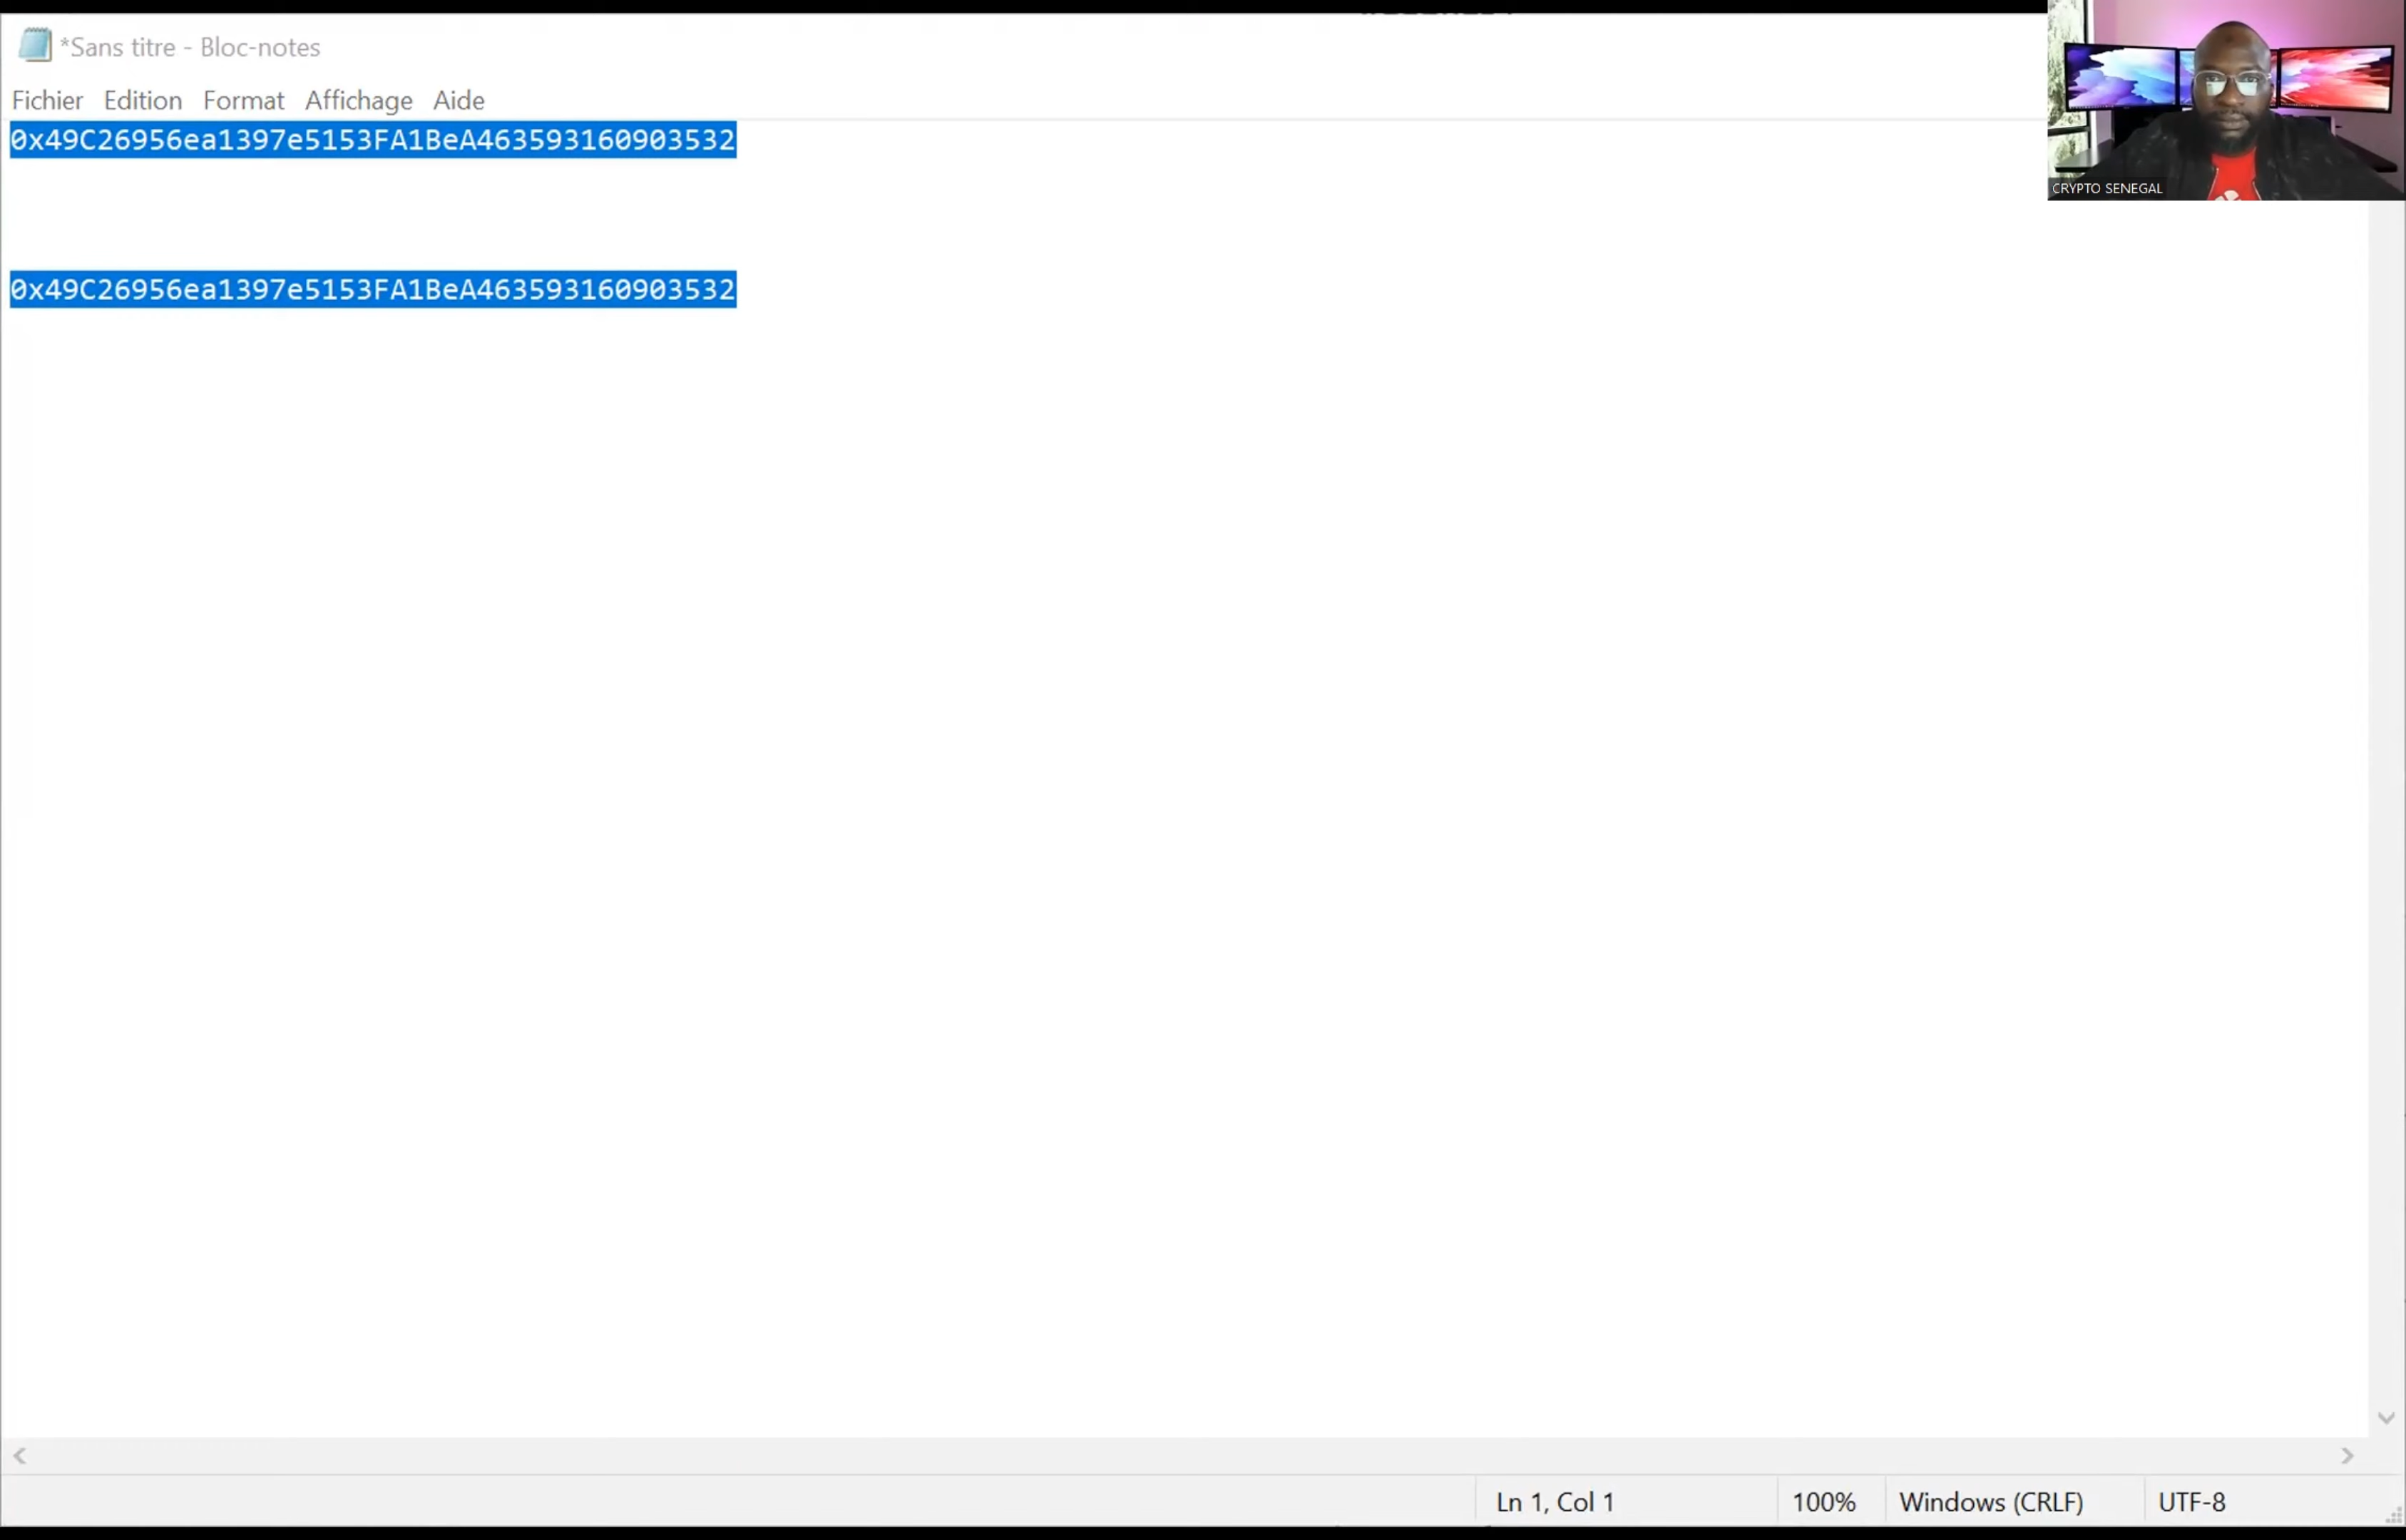 *Sans titre - Bloc-notes
Fichier Edition Format Affichage Aide
0x49C26956ea1397e5153FA1BeA463593160903532
0x49C26956ea1397e5153FA1BeA463593160903532
CRYPTO SENEGAL
Ln 1, Col 1 100% Windows (CRLF) UTF-8